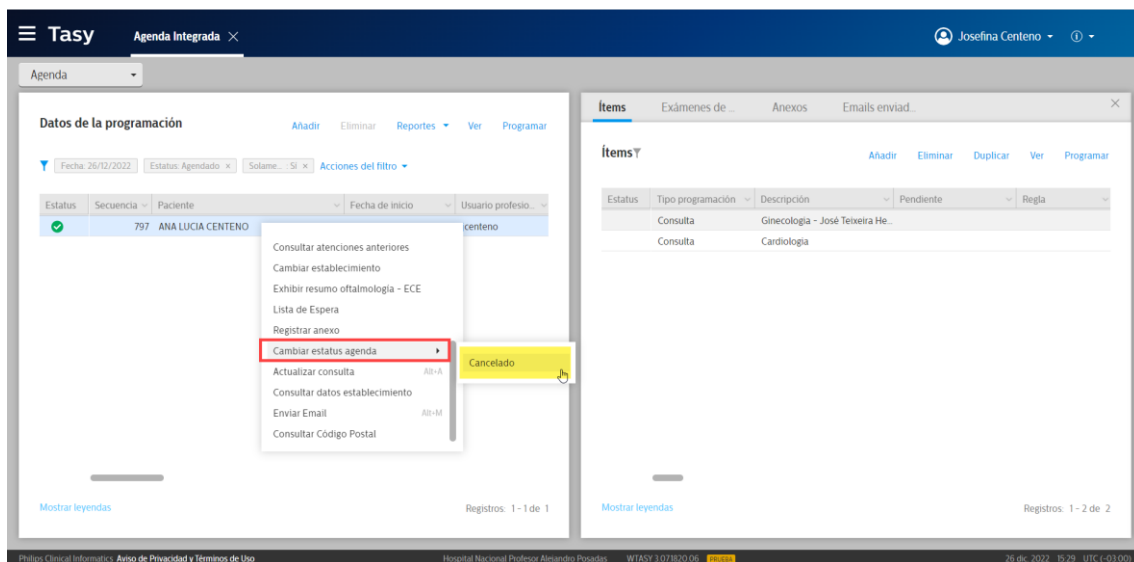 Tasy
Agenda Integrada
Josefina Centeno
Agenda
Datos de la programación
Añadir Eliminar Reportes Ver Programar
Fecha: 26/12/2022 Estatus: Agendado × Solame... : Sí × Acciones del filtro
Estatus Secuencia Paciente Fecha de inicio Usuario profesio...
797 ANA LUCIA CENTENO centeno
Consultar atenciones anteriores
Cambiar establecimiento
Exhibir resumo oftalmología - ECE
Lista de Espera
Registrar anexo
Cambiar estatus agenda
Cancelado
Actualizar consulta Alt+A
Consultar datos establecimiento
Enviar Email Alt+M
Consultar Código Postal
Mostrar leyendas
Registros: 1 - 1 de 1
Ítems Exámenes de ... Anexos Emails enviad...
Ítems
Añadir Eliminar Duplicar Ver Programar
Estatus Tipo programación Descripción Pendiente Regla
Consulta Ginecologia - José Teixeira He...
Consulta Cardiologia
Mostrar leyendas
Registros: 1 - 2 de 2
Philips Clinical Informatics Aviso de Privacidad y Términos de Uso Hospital Nacional Profesor Alejandro Posadas WTASY 3.07.1820.06 PRUEBA 26 dic. 2022 15:29 UTC (-03:00)